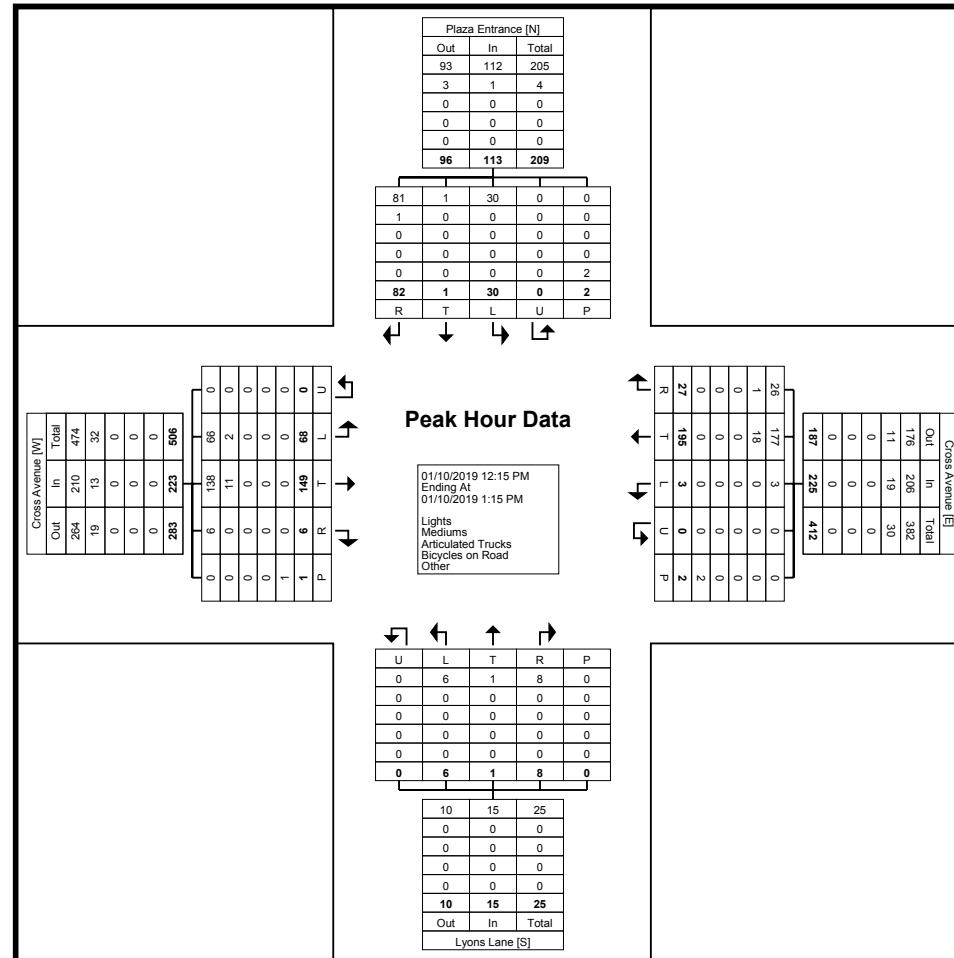 Plaza Entrance [N]
Out In Total
93 112 205
3 1 4
0 0 0
0 0 0
0 0 0
96 113 209
81 1 30 0 0
1 0 0 0 0
0 0 0 0 0
0 0 0 0 0
0 0 0 0 2
82 1 30 0 2
R T L U P
Cross Avenue [W]
Total 474 32 0 0 0 506
In 210 13 0 0 0 223
Out 264 19 0 0 0 283
0 0 0 0 0 0 U
66 2 0 0 0 68 L
138 11 0 0 0 149 T
6 0 0 0 0 6 R
0 0 0 0 1 1 P
Peak Hour Data
01/10/2019 12:15 PM
Ending At
01/10/2019 1:15 PM
Lights
Mediums
Articulated Trucks
Bicycles on Road
Other
R 27 0 0 0 1 26
T 195 0 0 0 18 177
L 3 0 0 0 0 3
U 0 0 0 0 0 0
P 2 2 0 0 0 0
Cross Avenue [E]
187 0 0 0 11 176 Out
225 0 0 0 19 206 In
412 0 0 0 30 382 Total
U L T R P
0 6 1 8 0
0 0 0 0 0
0 0 0 0 0
0 0 0 0 0
0 0 0 0 0
0 6 1 8 0
10 15 25
0 0 0
0 0 0
0 0 0
0 0 0
10 15 25
Out In Total
Lyons Lane [S]